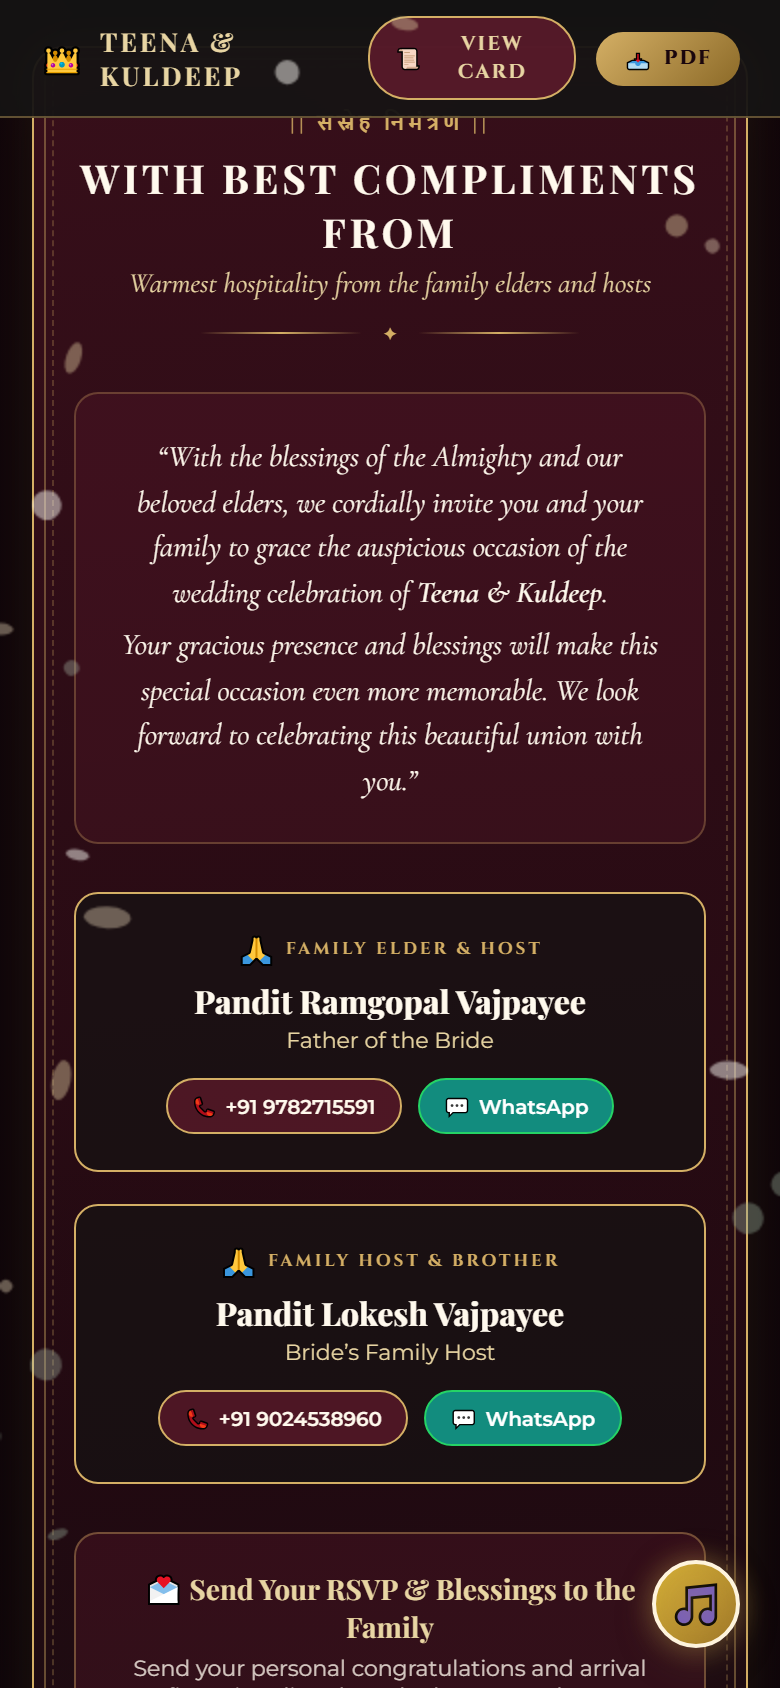 TEENA &
KULDEEP
VIEW
CARD
PDF
|| सस्नेह निमंत्रण ||
WITH BEST COMPLIMENTS
FROM
Warmest hospitality from the family elders and hosts
“With the blessings of the Almighty and our
beloved elders, we cordially invite you and your
family to grace the auspicious occasion of the
wedding celebration of Teena & Kuldeep.
Your gracious presence and blessings will make this
special occasion even more memorable. We look
forward to celebrating this beautiful union with
you.”
FAMILY ELDER & HOST
Pandit Ramgopal Vajpayee
Father of the Bride
+91 9782715591
WhatsApp
FAMILY HOST & BROTHER
Pandit Lokesh Vajpayee
Bride’s Family Host
+91 9024538960
WhatsApp
Send Your RSVP & Blessings to the
Family
Send your personal congratulations and arrival